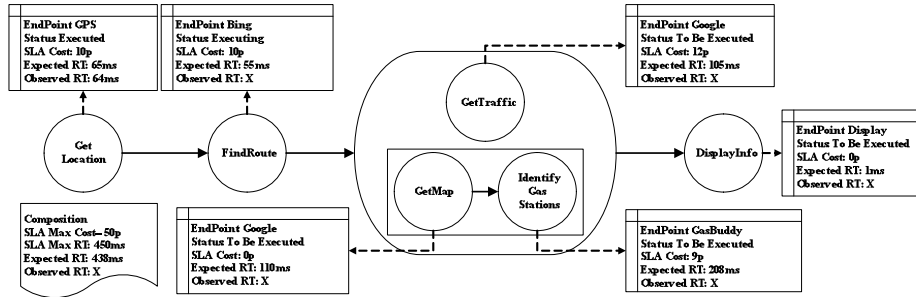 EndPoint GPS
Status Executed
SLA Cost: 10p
Expected RT: 65ms
Observed RT: 64ms
EndPoint Bing
Status Executing
SLA Cost: 10p
Expected RT: 55ms
Observed RT: X
EndPoint Google
Status To Be Executed
SLA Cost: 12p
Expected RT: 105ms
Observed RT: X
GetTraffic
EndPoint Display
Status To Be Executed
SLA Cost: 0p
Expected RT: 1ms
Observed RT: X
Get
Location
FindRoute
DisplayInfo
GetMap
Identify
Gas
Stations
Composition
SLA Max Cost–50p
SLA Max RT: 450ms
Expected RT: 438ms
Observed RT: X
EndPoint Google
Status To Be Executed
SLA Cost: 0p
Expected RT: 110ms
Observed RT: X
EndPoint GasBuddy
Status To Be Executed
SLA Cost: 9p
Expected RT: 208ms
Observed RT: X